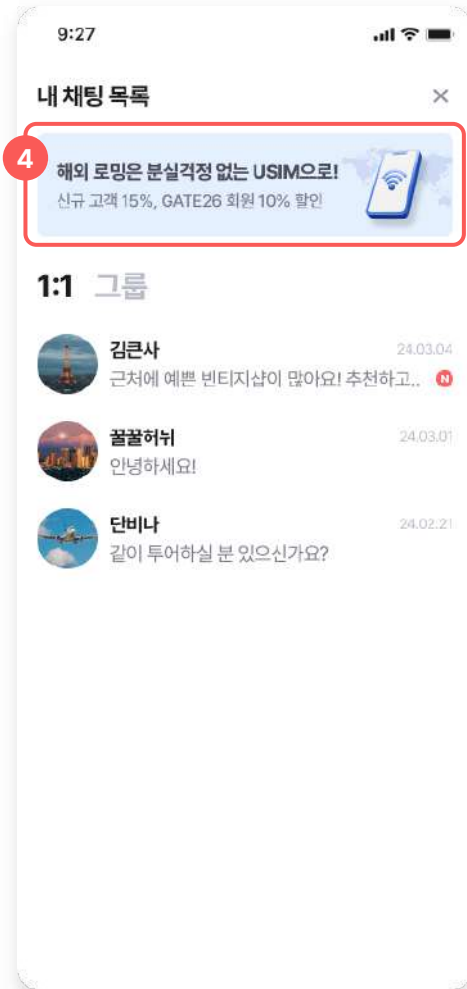 9:27
내 채팅 목록
4
해외 로밍은 분실걱정 없는 USIM으로!
신규 고객 15%, GATE26 회원 10% 할인
1:1 그룹
김큰사 24.03.04
근처에 예쁜 빈티지샵이 많아요! 추천하고.. N
꿀꿀허뉘 24.03.01
안녕하세요!
단비나 24.02.21
같이 투어하실 분 있으신가요?